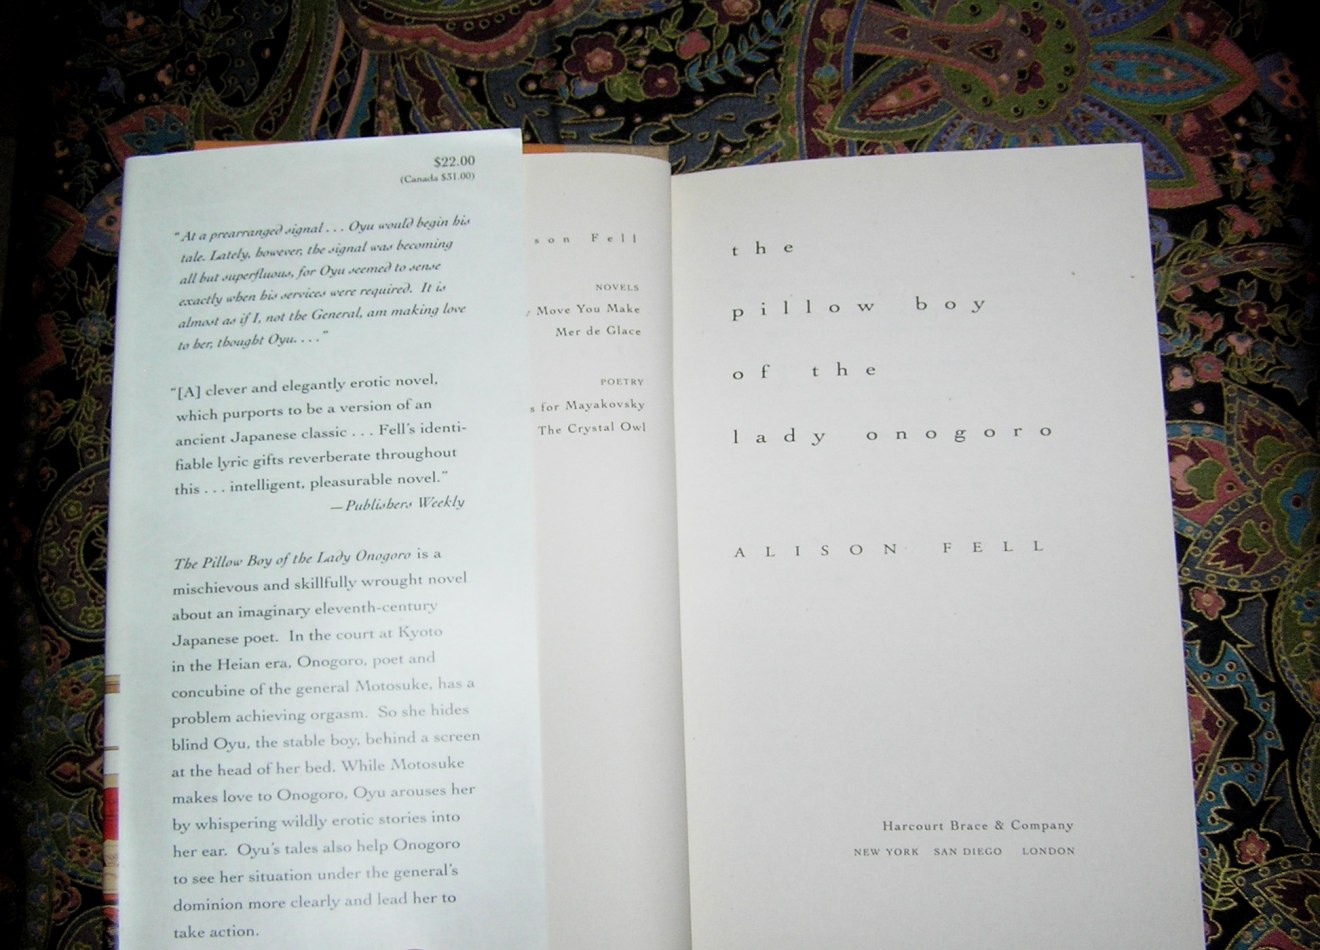 $22.00
(Canada $31.00)
"At a prearranged signal . . . Oyu would begin his
tale. Lately, however, the signal was becoming
all but superfluous, for Oyu seemed to sense
exactly when his services were required. It is
almost as if I, not the General, am making love
to her, thought Oyu. . . ."
"[A] clever and elegantly erotic novel,
which purports to be a version of an
ancient Japanese classic . . . Fell's identi-
fiable lyric gifts reverberate throughout
this . . . intelligent, pleasurable novel."
—Publishers Weekly
The Pillow Boy of the Lady Onogoro is a
mischievous and skillfully wrought novel
about an imaginary eleventh-century
Japanese poet. In the court at Kyoto
in the Heian era, Onogoro, poet and
concubine of the general Motosuke, has a
problem achieving orgasm. So she hides
blind Oyu, the stable boy, behind a screen
at the head of her bed. While Motosuke
makes love to Onogoro, Oyu arouses her
by whispering wildly erotic stories into
her ear. Oyu's tales also help Onogoro
to see her situation under the general's
dominion more clearly and lead her to
take action.
son Fell
NOVELS
Move You Make
Mer de Glace
POETRY
s for Mayakovsky
The Crystal Owl
the
pillow boy
of the
lady onogoro
ALISON FELL
Harcourt Brace & Company
NEW YORK SAN DIEGO LONDON